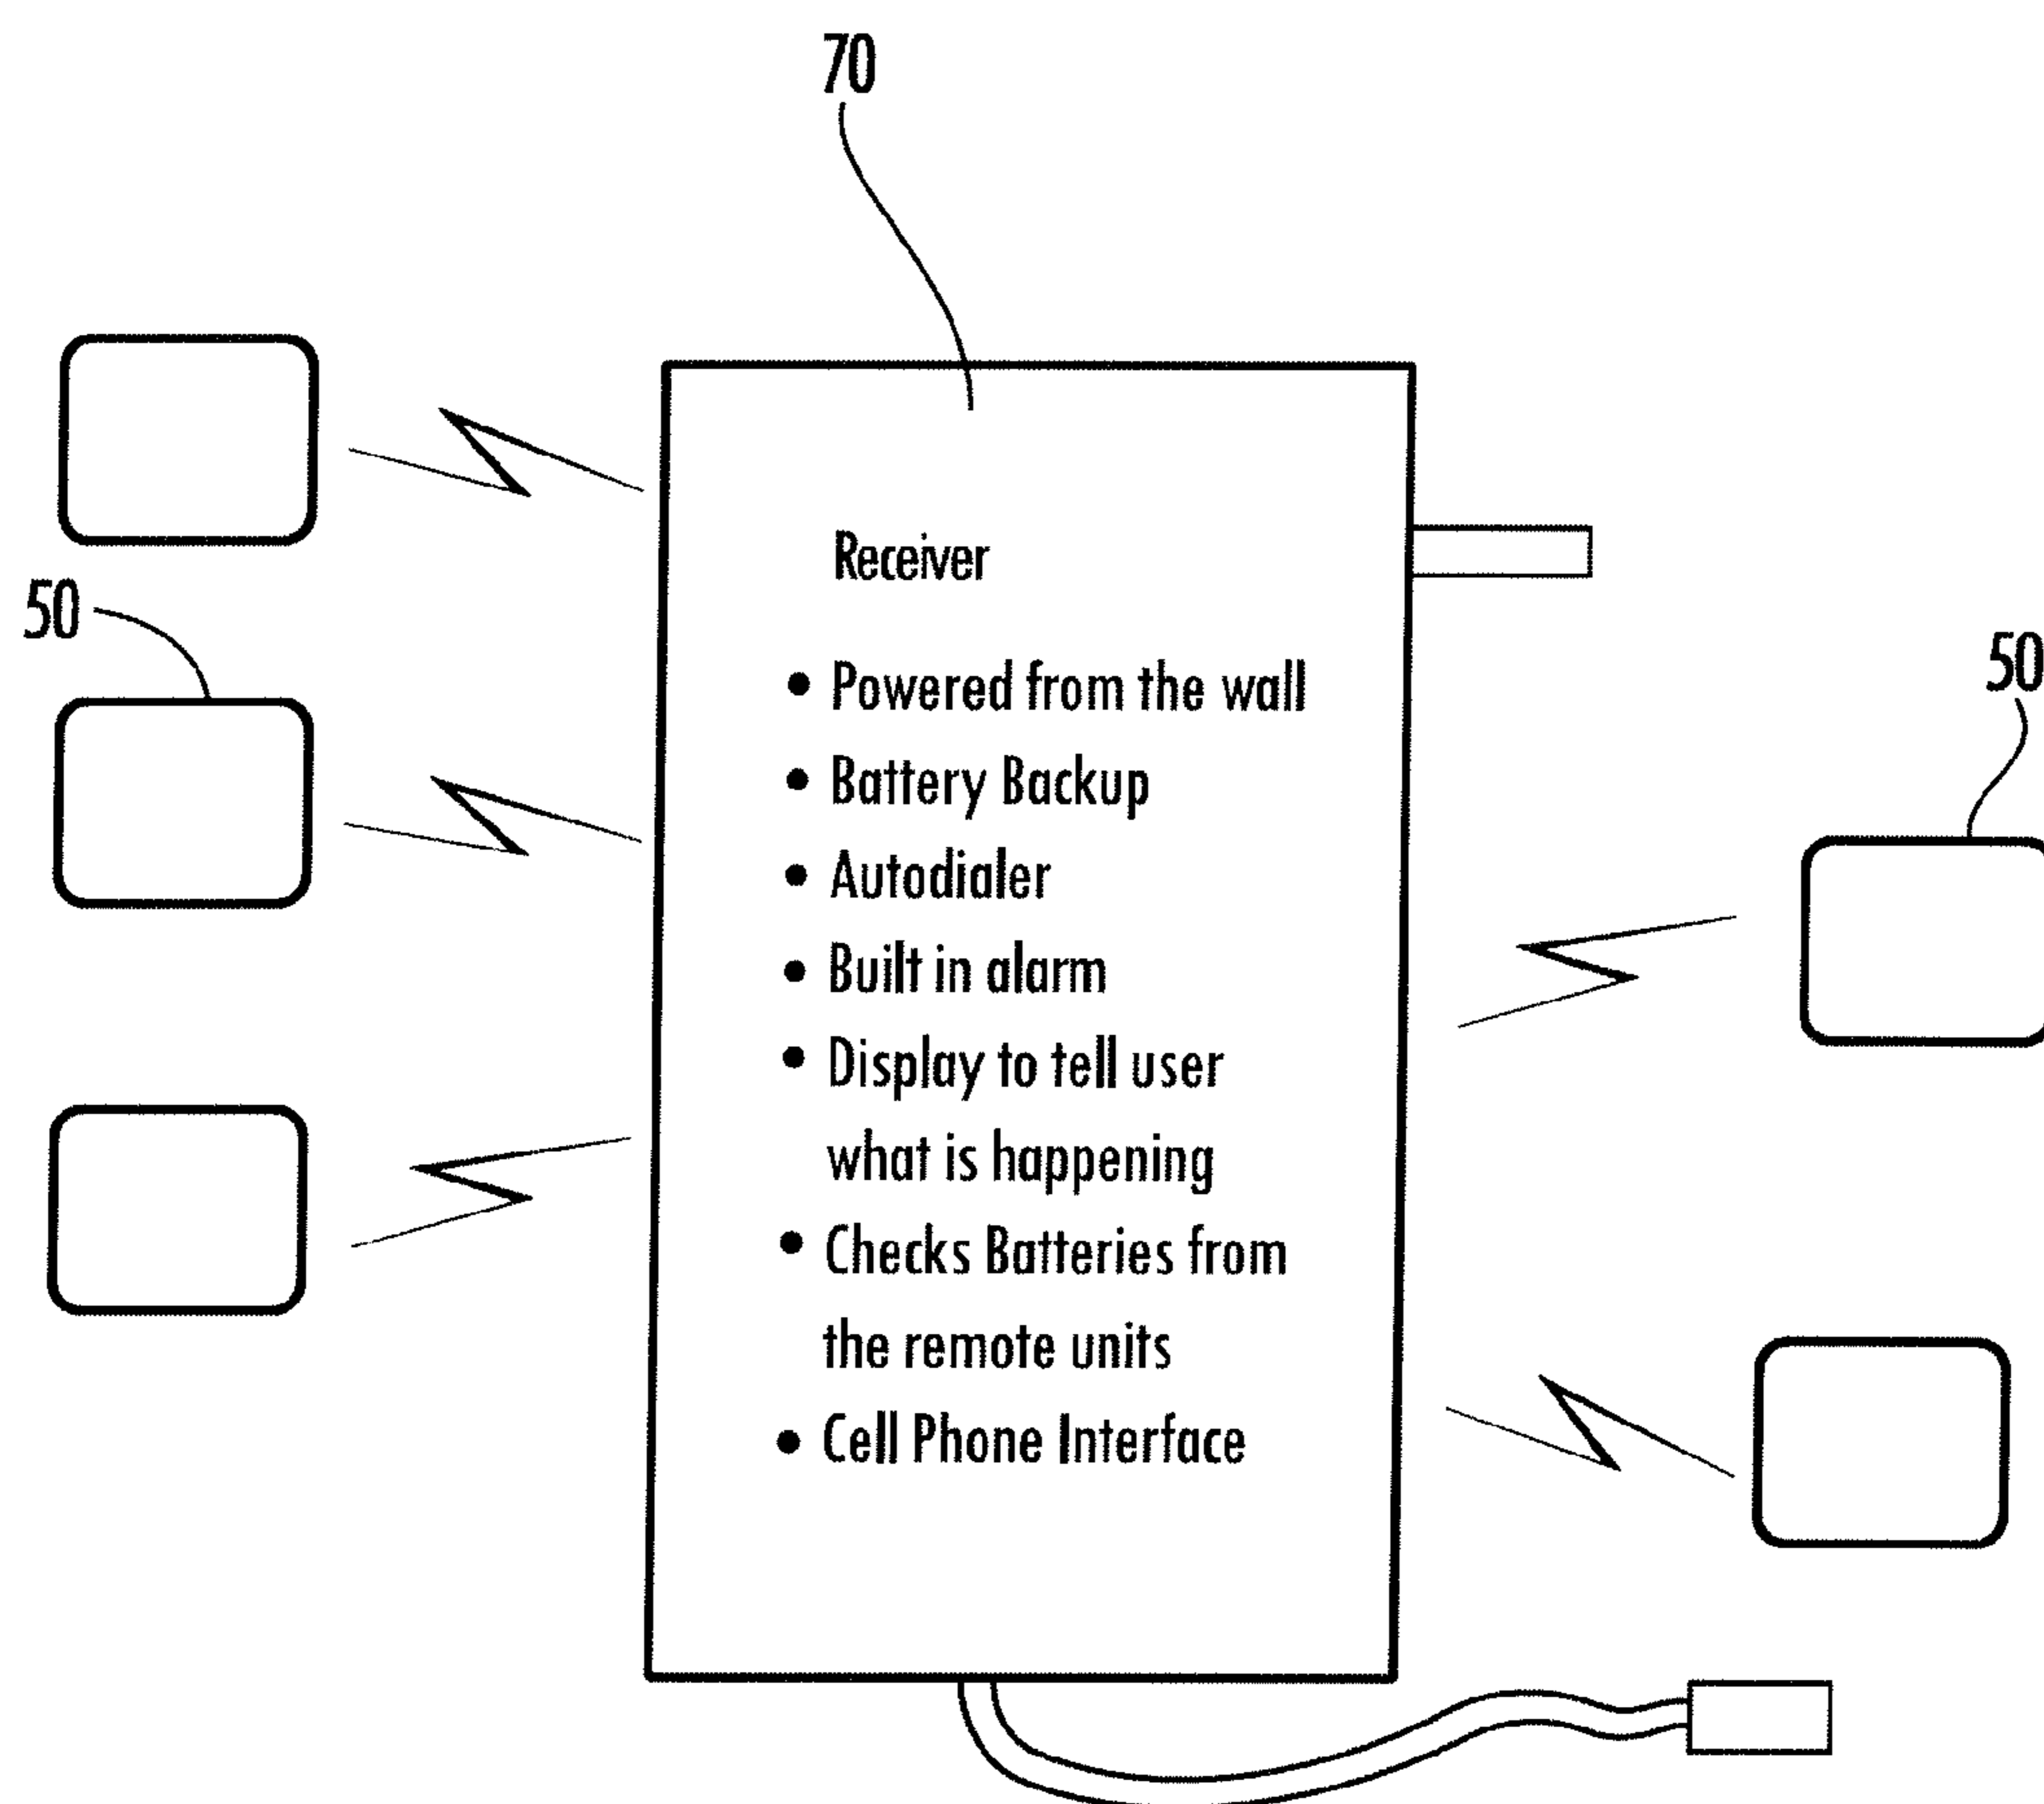 70
Receiver
50
50
• Powered from the wall
• Battery Backup
• Autodialer
• Built in alarm
• Display to tell user
what is happening
• Checks Batteries from
the remote units
• Cell Phone Interface